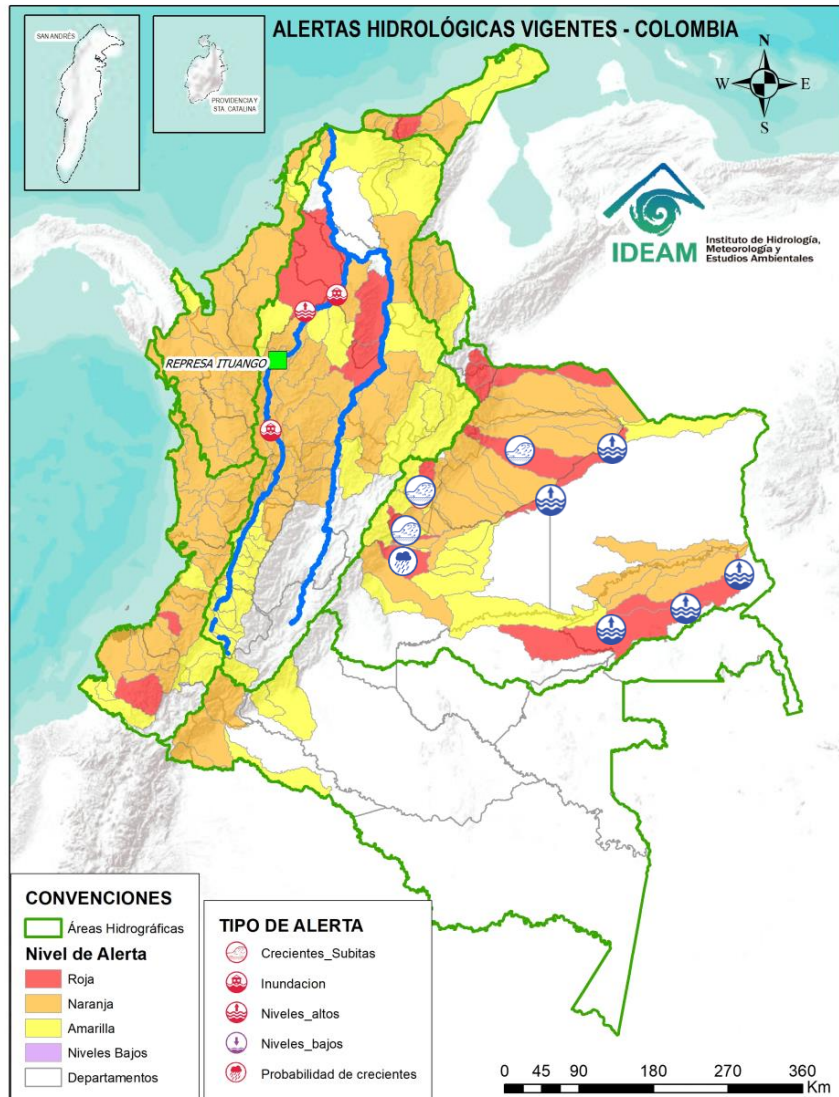 ALERTAS HIDROLÓGICAS VIGENTES - COLOMBIA
SAN ANDRÉS
PROVIDENCIA Y
STA. CATALINA
N
W
E
S
IDEAM
Instituto de Hidrología,
Meteorología y
Estudios Ambientales
REPRESA ITUANGO
CONVENCIONES
Áreas Hidrográficas
Nivel de Alerta
Roja
Naranja
Amarilla
Niveles Bajos
Departamentos
TIPO DE ALERTA
Crecientes_Subitas
Inundacion
Niveles_altos
Niveles_bajos
Probabilidad de crecientes
0 45 90 180 270 360
Km